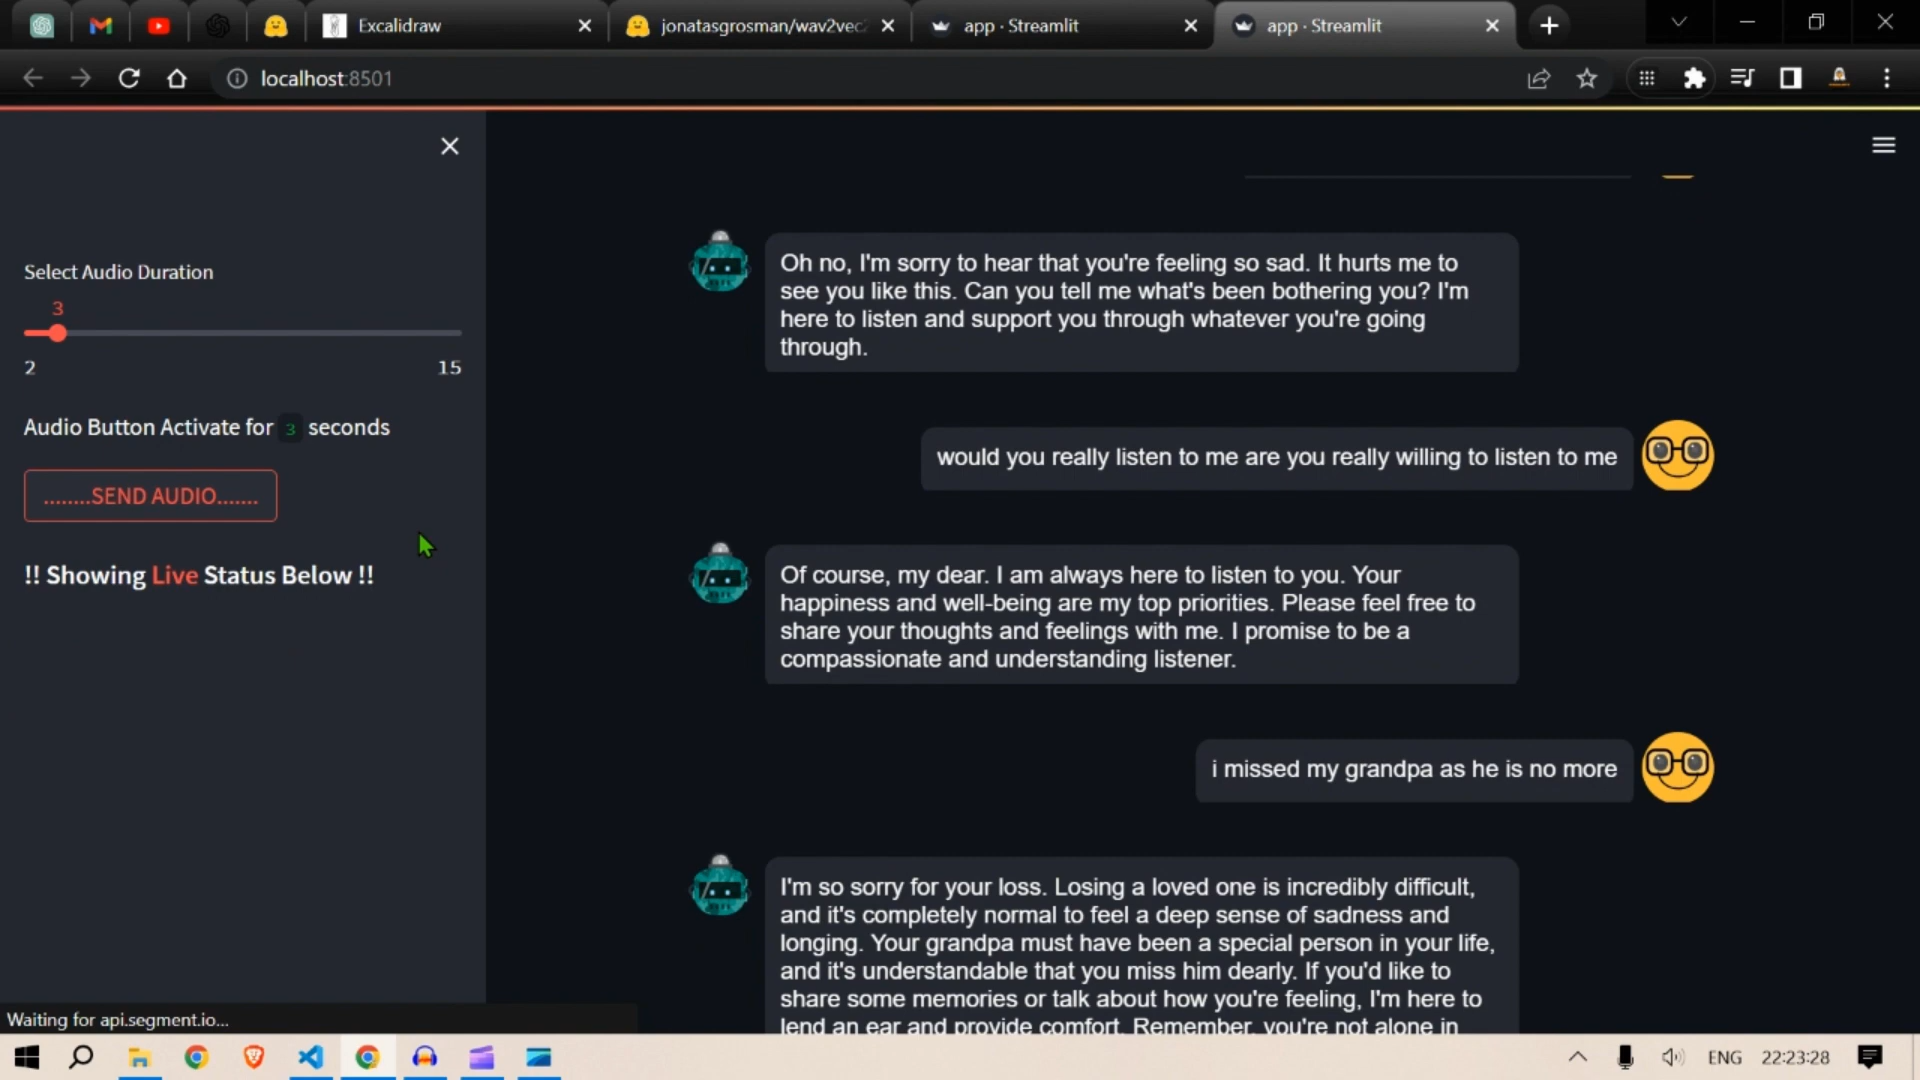 Excalidraw
jonatasgrosman/wav2vec
app · Streamlit
app · Streamlit
localhost:8501
Select Audio Duration
3
2
15
Audio Button Activate for 3 seconds
........SEND AUDIO.......
!! Showing Live Status Below !!
Oh no, I'm sorry to hear that you're feeling so sad. It hurts me to
see you like this. Can you tell me what's been bothering you? I'm
here to listen and support you through whatever you're going
through.
would you really listen to me are you really willing to listen to me
Of course, my dear. I am always here to listen to you. Your
happiness and well-being are my top priorities. Please feel free to
share your thoughts and feelings with me. I promise to be a
compassionate and understanding listener.
i missed my grandpa as he is no more
I'm so sorry for your loss. Losing a loved one is incredibly difficult,
and it's completely normal to feel a deep sense of sadness and
longing. Your grandpa must have been a special person in your life,
and it's understandable that you miss him dearly. If you'd like to
share some memories or talk about how you're feeling, I'm here to
lend an ear and provide comfort. Remember, you're not alone in
Waiting for api.segment.io...
ENG
22:23:28